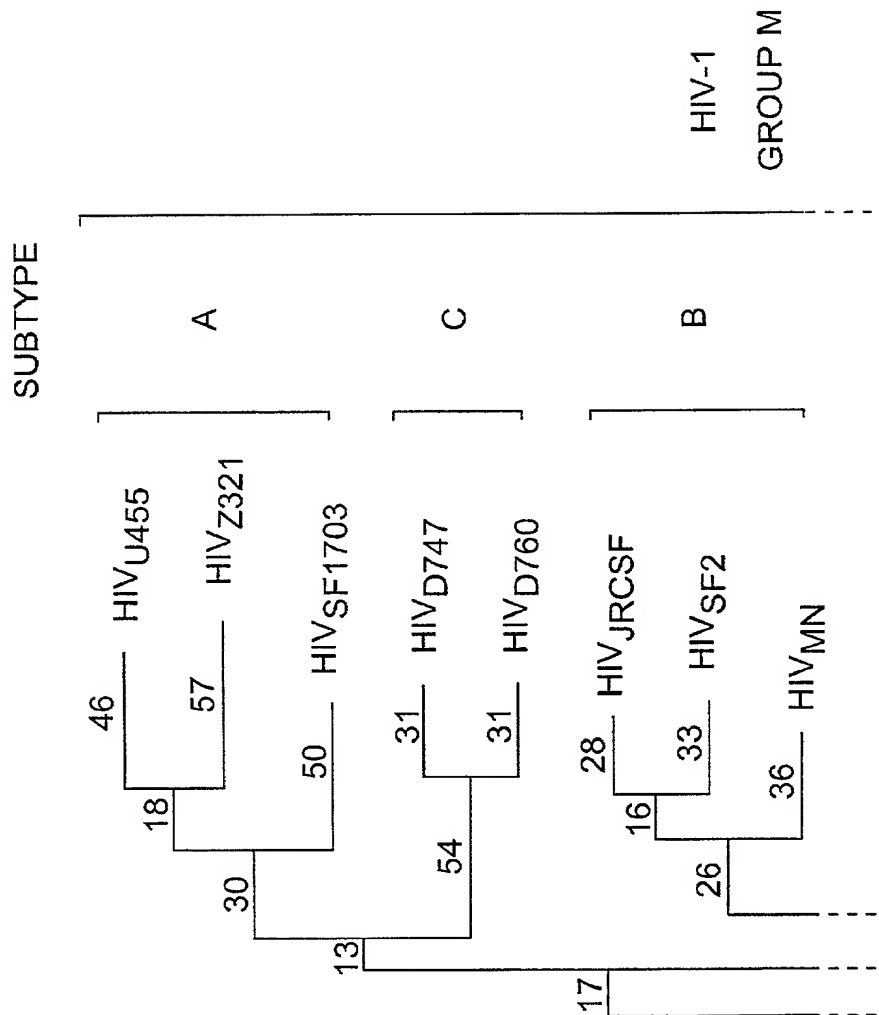 SUBTYPE
46
HIVU455
57
HIVZ321
18
50
HIVSF1703
30
A
31
HIVD747
31
HIVD760
54
C
13
28
HIVJRCSF
33
HIVSF2
16
36
HIVMN
26
B
17
HIV-1
GROUP M